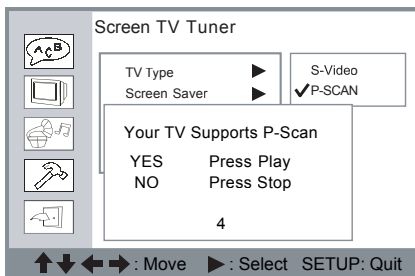 Screen TV Tuner
ABC
TV Type
Screen Saver
S-Video
P-SCAN
Your TV Supports P-Scan
YES Press Play
NO Press Stop
4
: Move : Select SETUP: Quit